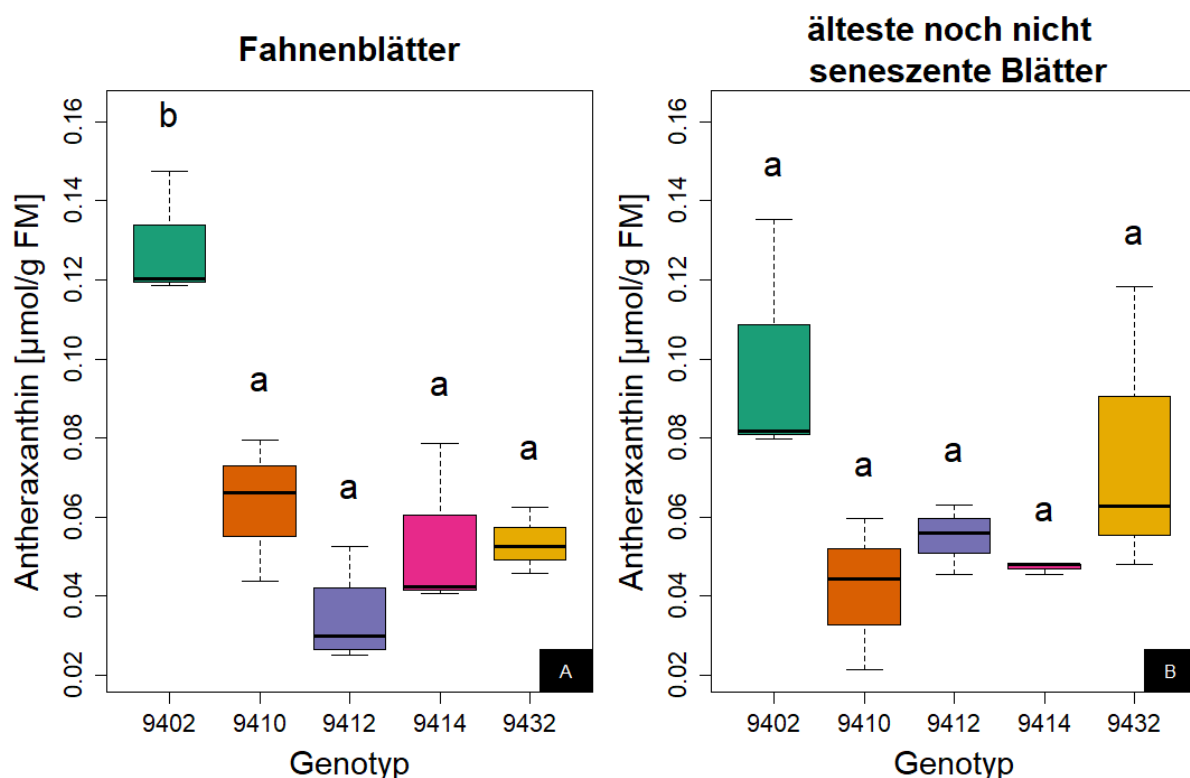 Fahnenblätter
Antheraxanthin [µmol/g FM]
0.16
0.14
0.12
0.10
0.08
0.06
0.04
0.02
b
a
a
a
a
A
9402 9410 9412 9414 9432
Genotyp
älteste noch nicht
seneszente Blätter
Antheraxanthin [µmol/g FM]
0.16
0.14
0.12
0.10
0.08
0.06
0.04
0.02
a
a
a
a
a
B
9402 9410 9412 9414 9432
Genotyp